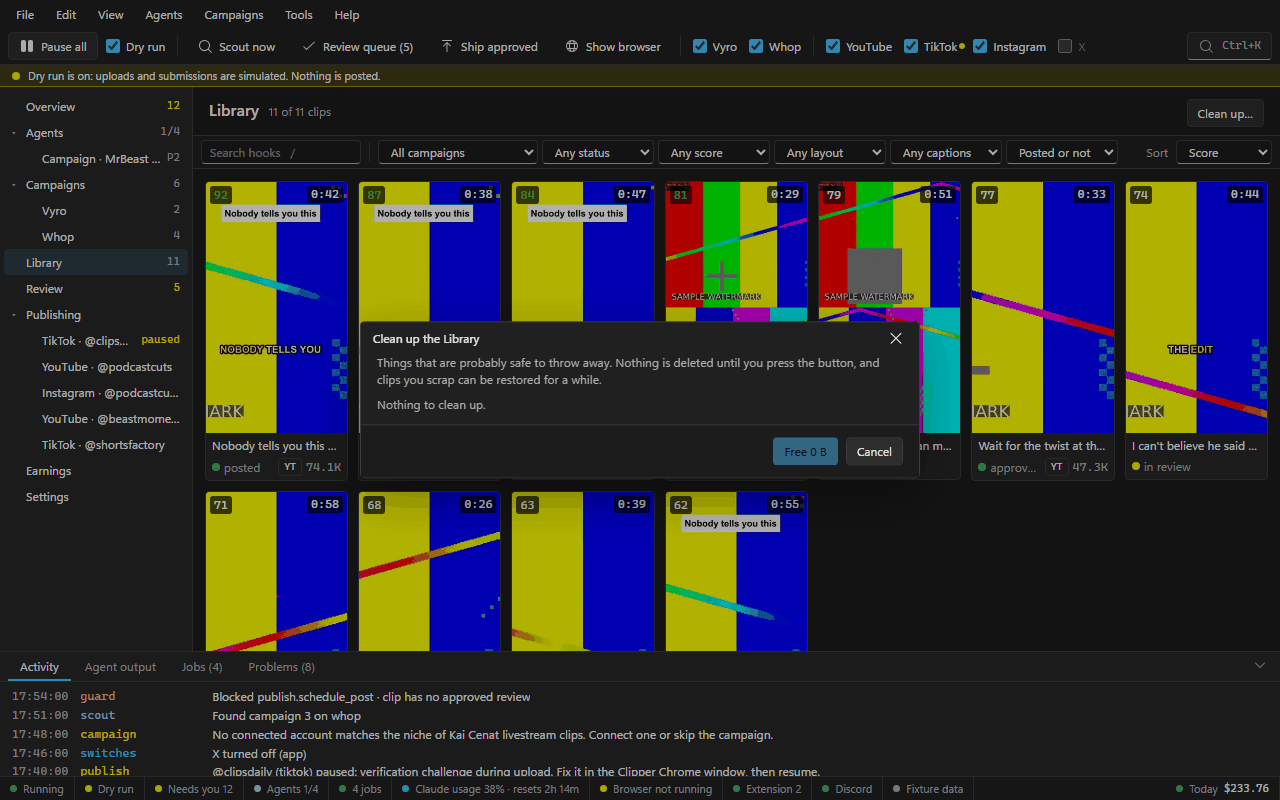 File Edit View Agents Campaigns Tools Help
Pause all Dry run Scout now Review queue (5) Ship approved Show browser Vyro Whop YouTube TikTok Instagram X Ctrl+K
Dry run is on: uploads and submissions are simulated. Nothing is posted.
Overview 12
Agents 1/4
Campaign · MrBeast ... P2
Campaigns 6
Vyro 2
Whop 4
Library 11
Review 5
Publishing
TikTok · @clips... paused
YouTube · @podcastcuts
Instagram · @podcastcu...
YouTube · @beastmome...
TikTok · @shortsfactory
Earnings
Settings
Library 11 of 11 clips Clean up...
Search hooks / All campaigns Any status Any score Any layout Any captions Posted or not Sort Score
92 0:42 87 0:38 84 0:47 81 0:29 79 0:51 77 0:33 74 0:44
Nobody tells you this Nobody tells you this Nobody tells you this
SAMPLE WATERMARK SAMPLE WATERMARK
NOBODY TELLS YOU THE EDIT
ARK ARK ARK
Nobody tells you this ... an m... Wait for the twist at th... I can't believe he said ...
posted YT 74.1K approv... YT 47.3K in review
Clean up the Library
Things that are probably safe to throw away. Nothing is deleted until you press the button, and
clips you scrap can be restored for a while.
Nothing to clean up.
Free 0 B Cancel
71 0:58 68 0:26 63 0:39 62 0:55
Nobody tells you this
Activity Agent output Jobs (4) Problems (8)
17:54:00 guard Blocked publish.schedule_post · clip has no approved review
17:51:00 scout Found campaign 3 on whop
17:48:00 campaign No connected account matches the niche of Kai Cenat livestream clips. Connect one or skip the campaign.
17:46:00 switches X turned off (app)
17:40:00 publish @clipsdaily (tiktok) paused: verification challenge during upload. Fix it in the Clipper Chrome window, then resume.
Running Dry run Needs you 12 Agents 1/4 4 jobs Claude usage 38% · resets 2h 14m Browser not running Extension 2 Discord Fixture data Today $233.76